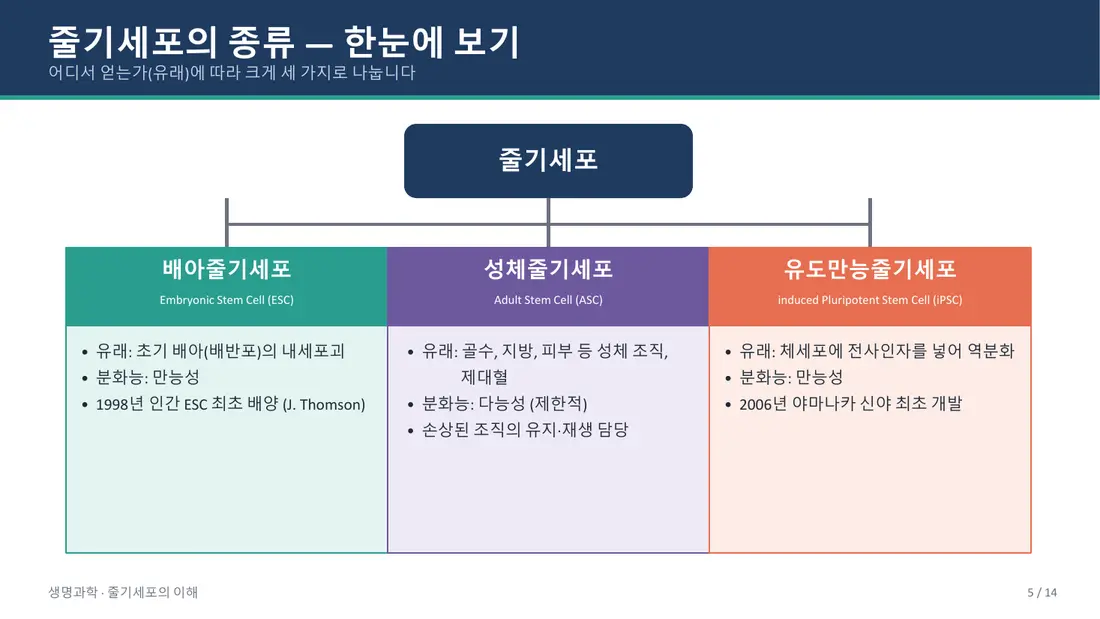 줄기세포의 종류 — 한눈에 보기
어디서 얻는가(유래)에 따라 크게 세 가지로 나눕니다
줄기세포
배아줄기세포
Embryonic Stem Cell (ESC)
• 유래: 초기 배아(배반포)의 내세포괴
• 분화능: 만능성
• 1998년 인간 ESC 최초 배양 (J. Thomson)
성체줄기세포
Adult Stem Cell (ASC)
• 유래: 골수, 지방, 피부 등 성체 조직,
제대혈
• 분화능: 다능성 (제한적)
• 손상된 조직의 유지·재생 담당
유도만능줄기세포
induced Pluripotent Stem Cell (iPSC)
• 유래: 체세포에 전사인자를 넣어 역분화
• 분화능: 만능성
• 2006년 야마나카 신야 최초 개발
생명과학 · 줄기세포의 이해
5 / 14